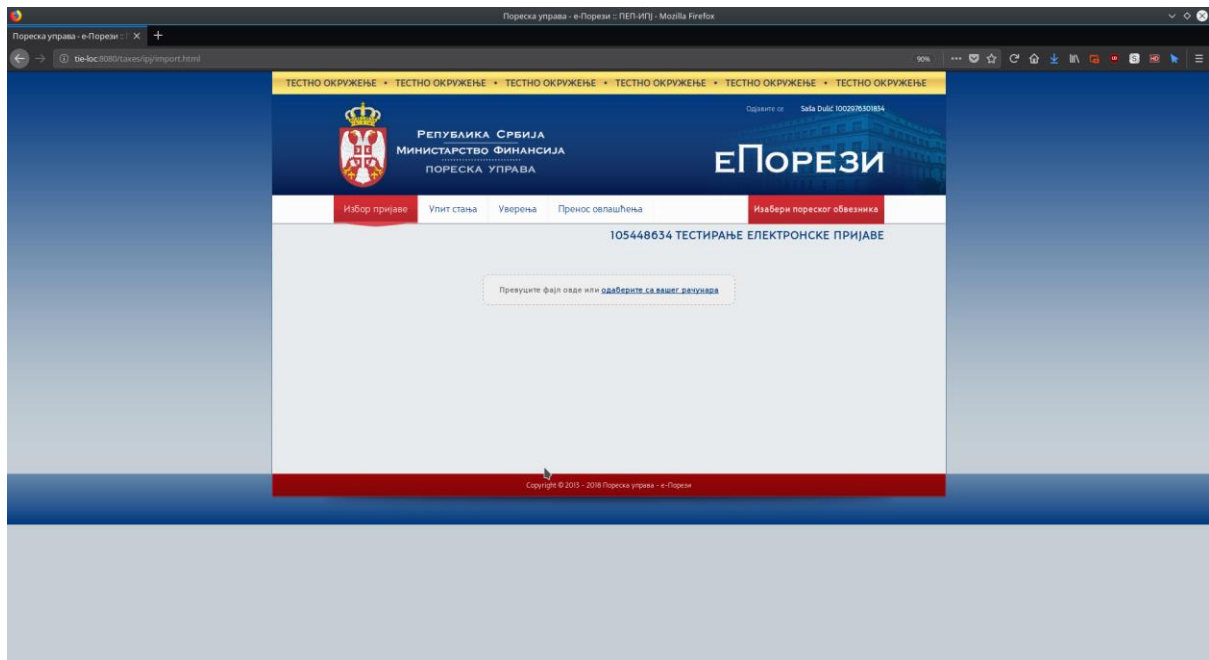 Пореска управа - е-Порези :: ПЕП-ИПЈ - Mozilla Firefox
Пореска управа - е-Порези ::
tie-loc:8080/taxes/ipj/import.html
90%
ТЕСТНО ОКРУЖЕЊЕ • ТЕСТНО ОКРУЖЕЊЕ • ТЕСТНО ОКРУЖЕЊЕ • ТЕСТНО ОКРУЖЕЊЕ • ТЕСТНО ОКРУЖЕЊЕ • ТЕСТНО ОКРУЖЕЊЕ
Одјавите се Saša Dulić 1002976301834
Република Србија
Министарство Финансија
ПОРЕСКА УПРАВА
еПорези
Избор пријаве Упит стања Уверења Пренос овлашћења Изабери пореског обвезника
105448634 ТЕСТИРАЊЕ ЕЛЕКТРОНСКЕ ПРИЈАВЕ
Превуците фајл овде или одаберите са вашег рачунара
Copyright © 2013 - 2018 Пореска управа - е-Порези